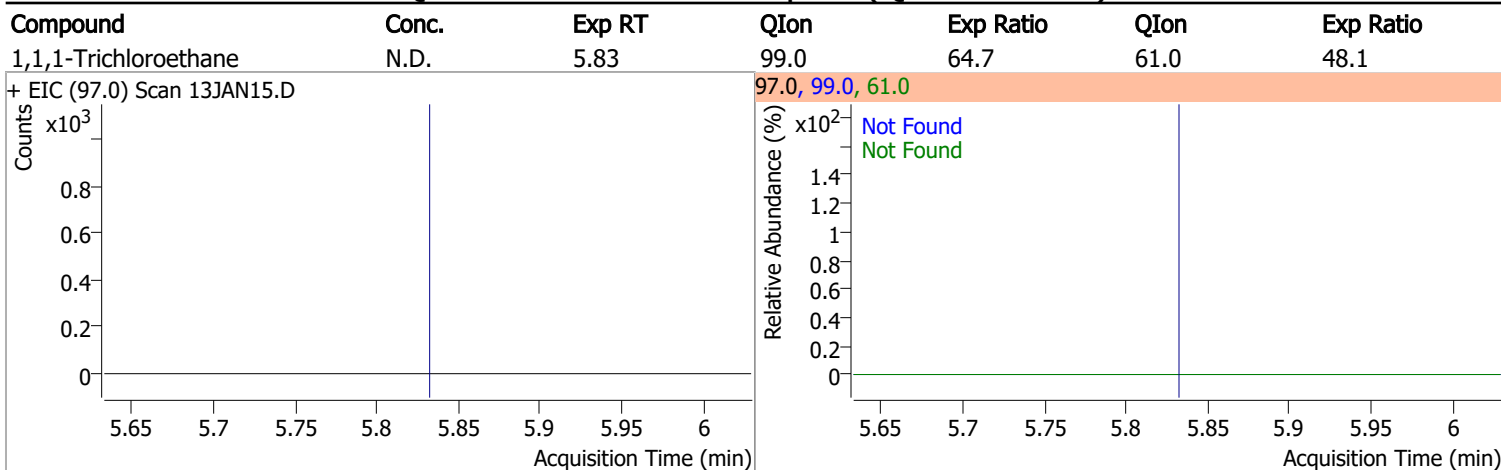 Compound Conc. Exp RT QIon Exp Ratio QIon Exp Ratio
1,1,1-Trichloroethane N.D. 5.83 99.0 64.7 61.0 48.1
+ EIC (97.0) Scan 13JAN15.D
Counts
x10³
0.8
0.6
0.4
0.2
0
5.65 5.7 5.75 5.8 5.85 5.9 5.95 6
Acquisition Time (min)
97.0, 99.0, 61.0
Relative Abundance (%)
x10²
Not Found
Not Found
1.4
1.2
1
0.8
0.6
0.4
0.2
0
5.65 5.7 5.75 5.8 5.85 5.9 5.95 6
Acquisition Time (min)